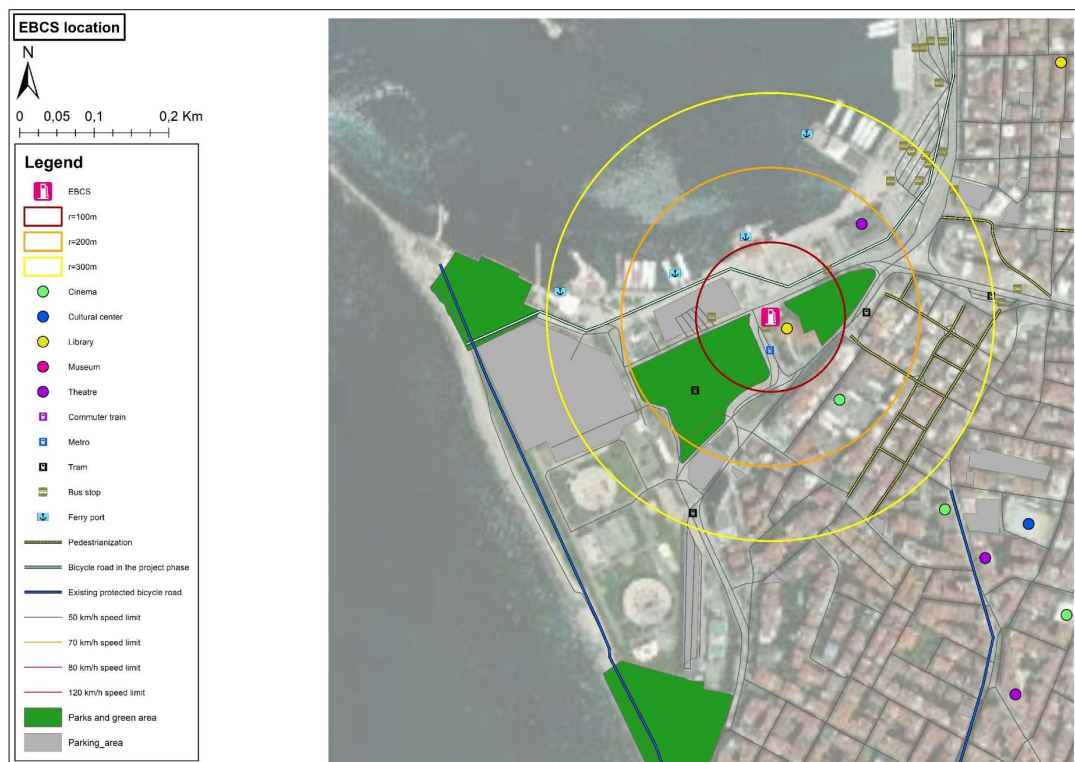 EBCS location
N
0 0,05 0,1 0,2 Km
Legend
EBCS
r=100m
r=200m
r=300m
Cinema
Cultural center
Library
Museum
Theatre
Commuter train
Metro
Tram
Bus stop
Ferry port
Pedestrianization
Bicycle road in the project phase
Existing protected bicycle road
50 km/h speed limit
70 km/h speed limit
80 km/h speed limit
120 km/h speed limit
Parks and green area
Parking_area